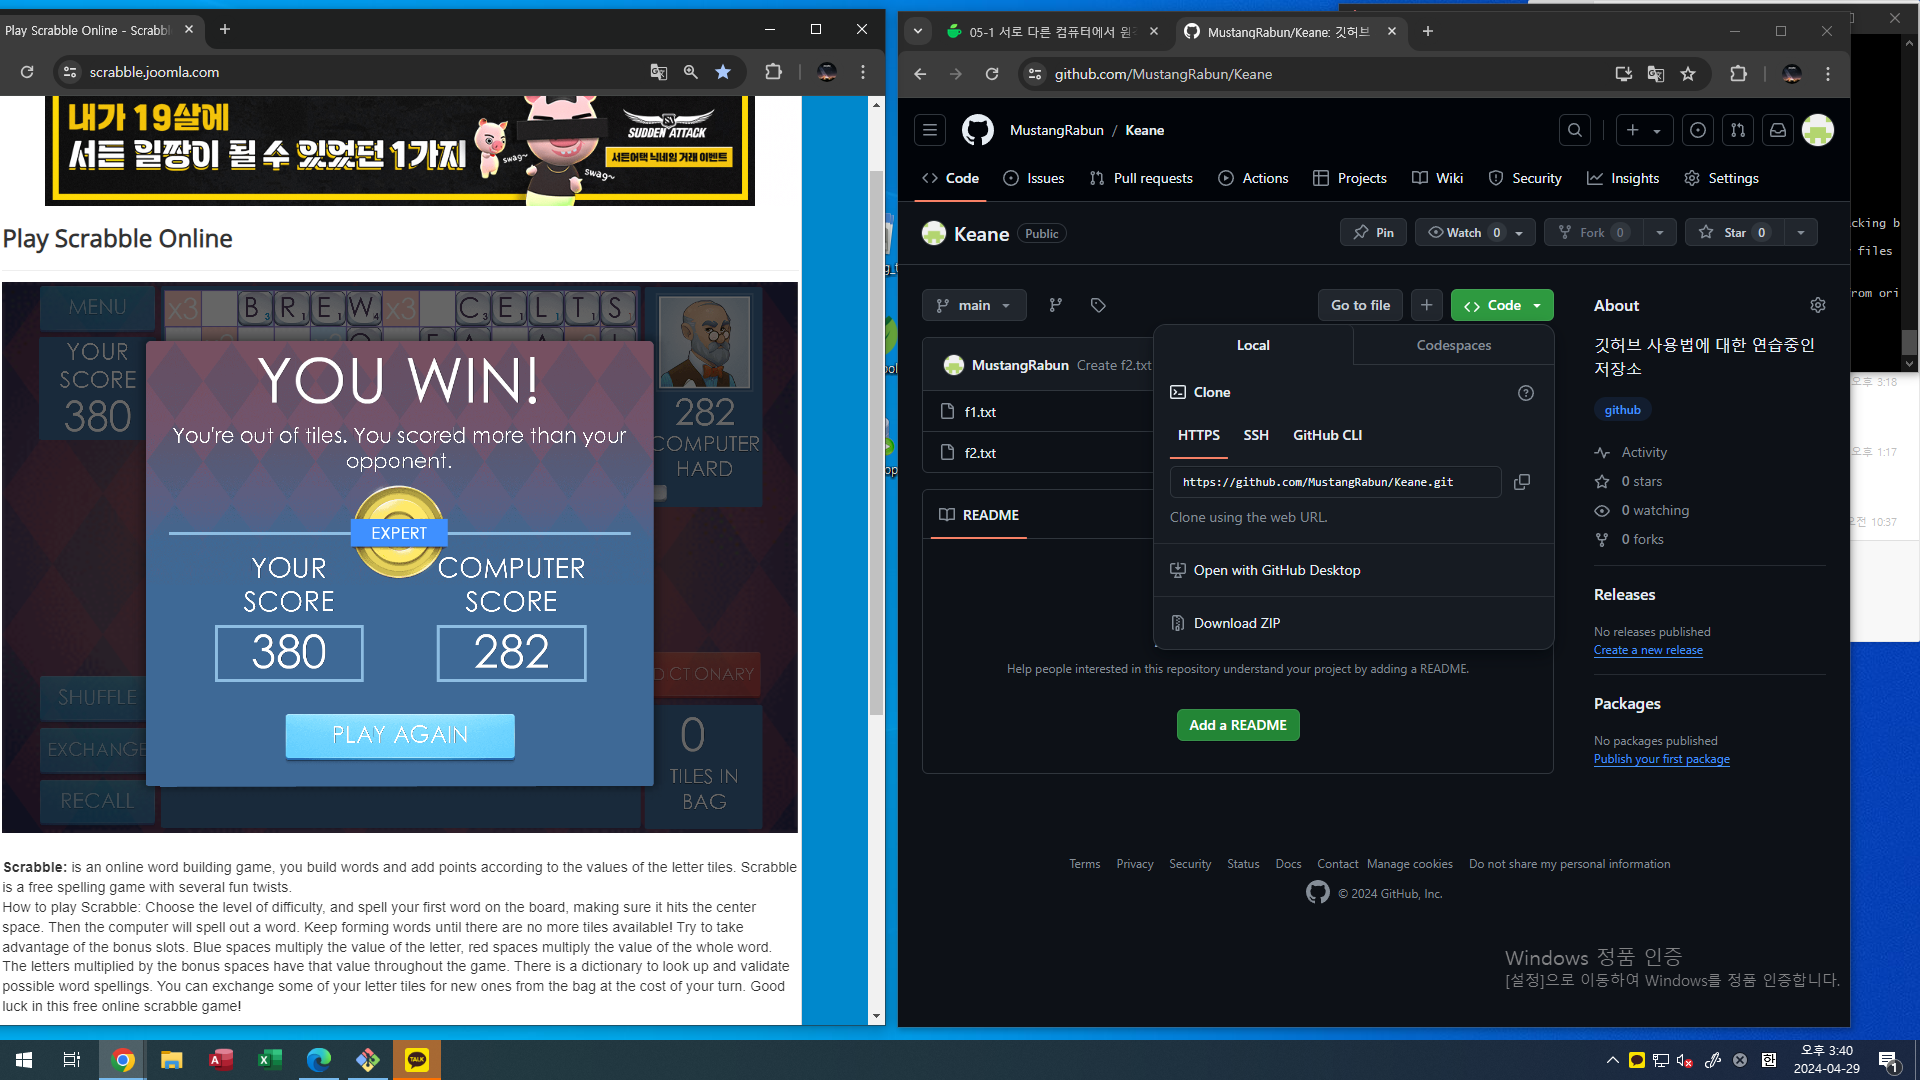 Play Scrabble Online - Scrabbl
scrabble.joomla.com
내가 19살에
서든 일짱이 될 수 있었던 1가지
swag~
swag~
SUDDEN ATTACK
서든어택 닉네임 거래 이벤트
Play Scrabble Online
MENU
x3 B3 R1 E1 W4 x3 C3 E1 L1 T1 S1
YOUR
SCORE
380
282
COMPUTER
HARD
YOU WIN!
You're out of tiles. You scored more than your
opponent.
EXPERT
YOUR
SCORE
COMPUTER
SCORE
380
282
PLAY AGAIN
SHUFFLE
EXCHANGE
RECALL
0
TILES IN
BAG
Scrabble: is an online word building game, you build words and add points according to the values of the letter tiles. Scrabble
is a free spelling game with several fun twists.
How to play Scrabble: Choose the level of difficulty, and spell your first word on the board, making sure it hits the center
space. Then the computer will spell out a word. Keep forming words until there are no more tiles available! Try to take
advantage of the bonus slots. Blue spaces multiply the value of the letter, red spaces multiply the value of the whole word.
The letters multiplied by the bonus spaces have that value throughout the game. There is a dictionary to look up and validate
possible word spellings. You can exchange some of your letter tiles for new ones from the bag at the cost of your turn. Good
luck in this free online scrabble game!
05-1 서로 다른 컴퓨터에서 원
MustangRabun/Keane: 깃허브
github.com/MustangRabun/Keane
MustangRabun / Keane
Code
Issues
Pull requests
Actions
Projects
Wiki
Security
Insights
Settings
Keane
Public
Pin
Watch 0
Fork 0
Star 0
main
Go to file
Code
MustangRabun Create f2.txt
f1.txt
f2.txt
README
Local
Codespaces
Clone
HTTPS
SSH
GitHub CLI
https://github.com/MustangRabun/Keane.git
Clone using the web URL.
Open with GitHub Desktop
Download ZIP
Help people interested in this repository understand your project by adding a README.
Add a README
About
깃허브 사용법에 대한 연습중인
저장소
github
Activity
0 stars
0 watching
0 forks
Releases
No releases published
Create a new release
Packages
No packages published
Publish your first package
Terms
Privacy
Security
Status
Docs
Contact
Manage cookies
Do not share my personal information
© 2024 GitHub, Inc.
cking b
files
rom ori
오후 3:18
오후 1:17
오전 10:37
Windows 정품 인증
[설정]으로 이동하여 Windows를 정품 인증합니다.
TALK
한
오후 3:40
2024-04-29
1